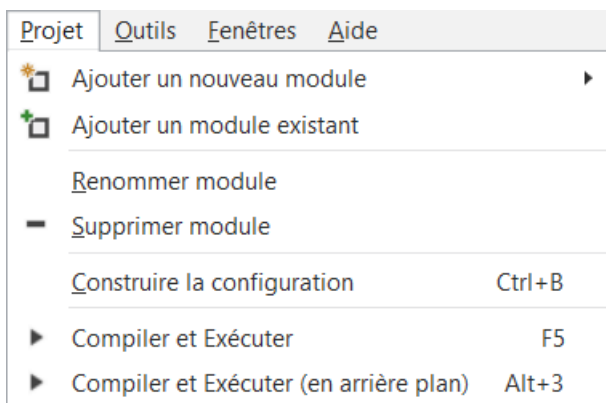 Projet Outils Fenêtres Aide
Ajouter un nouveau module
Ajouter un module existant
Renommer module
Supprimer module
Construire la configuration Ctrl+B
Compiler et Exécuter F5
Compiler et Exécuter (en arrière plan) Alt+3